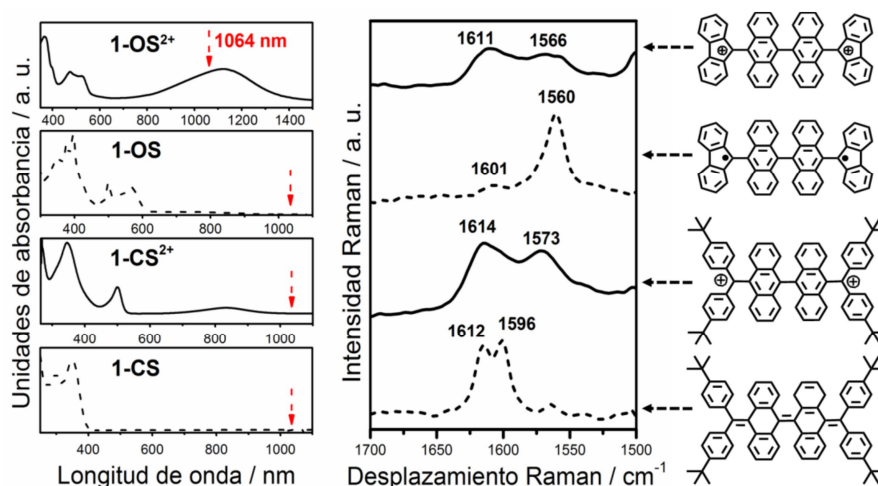 Unidades de absorbancia / a. u.
1-OS²⁺
1064 nm
400 600 800 1000 1200 1400
1-OS
400 600 800 1000
1-CS²⁺
400 600 800 1000
1-CS
400 600 800 1000
Longitud de onda / nm
Intensidad Raman / a. u.
1611
1566
1560
1601
1614
1573
1612
1596
1700 1650 1600 1550 1500
Desplazamiento Raman / cm⁻¹